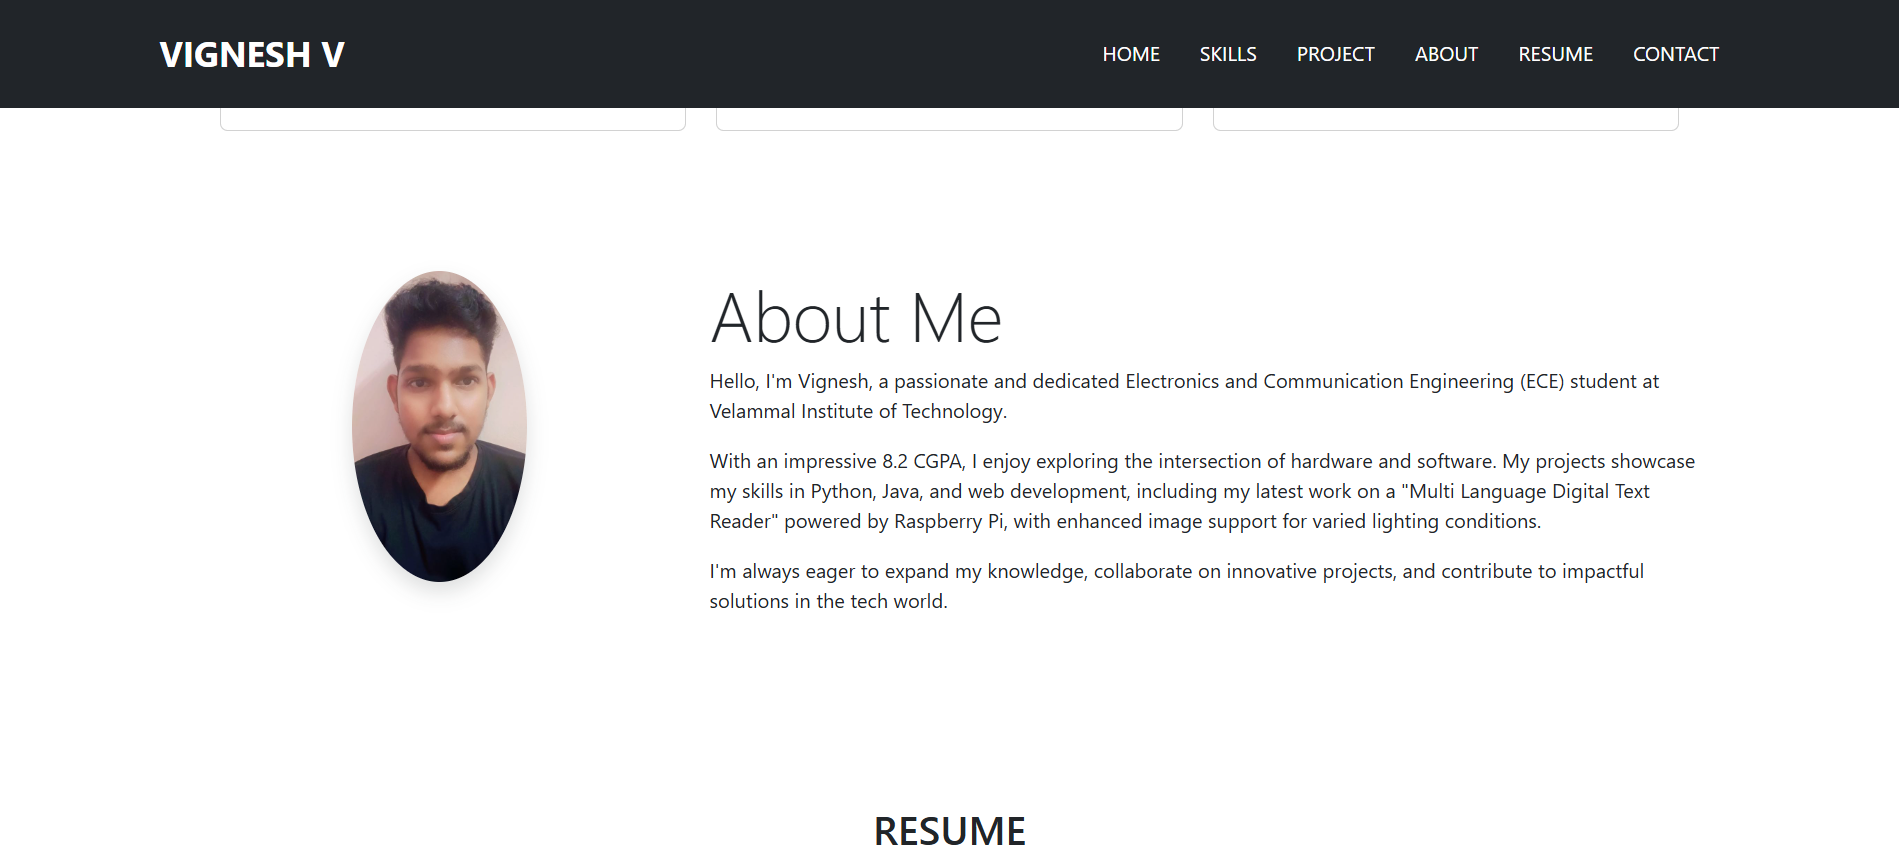 VIGNESH V
HOME SKILLS PROJECT ABOUT RESUME CONTACT
About Me
Hello, I'm Vignesh, a passionate and dedicated Electronics and Communication Engineering (ECE) student at
Velammal Institute of Technology.
With an impressive 8.2 CGPA, I enjoy exploring the intersection of hardware and software. My projects showcase
my skills in Python, Java, and web development, including my latest work on a "Multi Language Digital Text
Reader" powered by Raspberry Pi, with enhanced image support for varied lighting conditions.
I'm always eager to expand my knowledge, collaborate on innovative projects, and contribute to impactful
solutions in the tech world.
RESUME